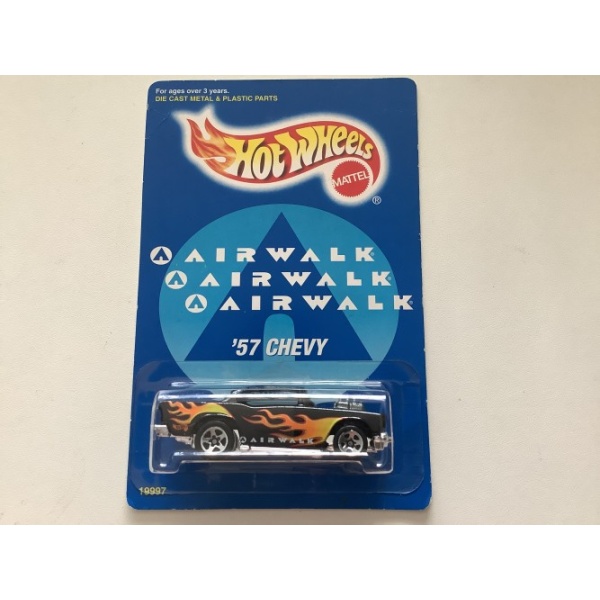 For ages over 3 years.
DIE CAST METAL & PLASTIC PARTS
HOT WHEELS
MATTEL
®
AIRWALK
AIRWALK
AIRWALK
'57 CHEVY
AIRWALK
19997